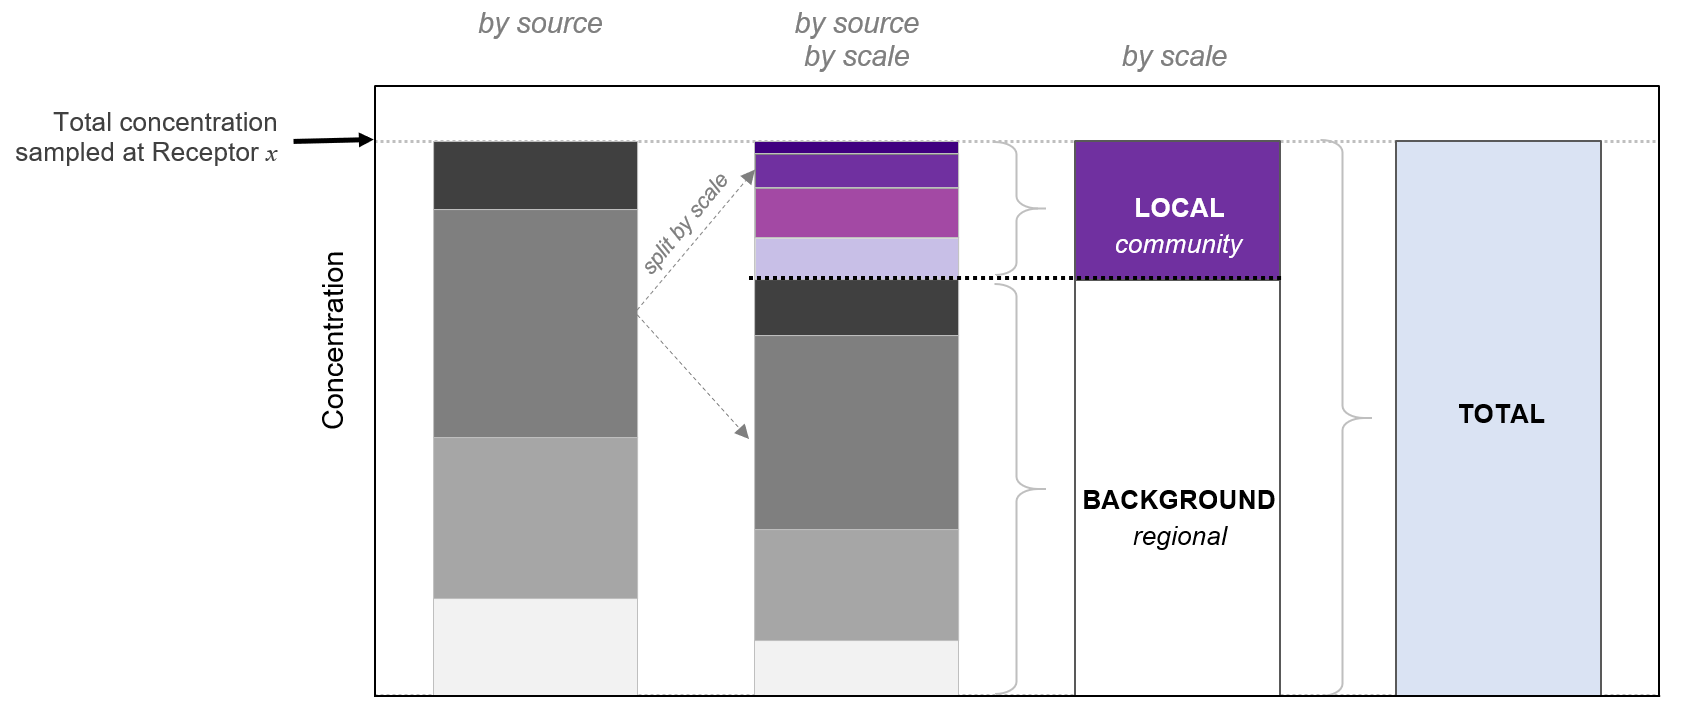 by source
by source
by scale
by scale
Total concentration
sampled at Receptor x
Concentration
split by scale
LOCAL
community
BACKGROUND
regional
TOTAL